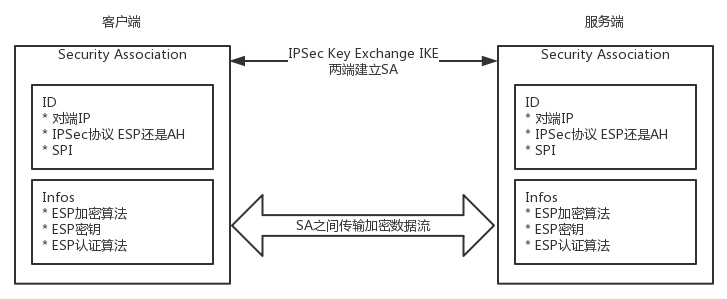 客户端
Security Association
ID
* 对端IP
* IPSec协议 ESP还是AH
* SPI
Infos
* ESP加密算法
* ESP密钥
* ESP认证算法
IPSec Key Exchange IKE
两端建立SA
SA之间传输加密数据流
服务端
Security Association
ID
* 对端IP
* IPSec协议 ESP还是AH
* SPI
Infos
* ESP加密算法
* ESP密钥
* ESP认证算法